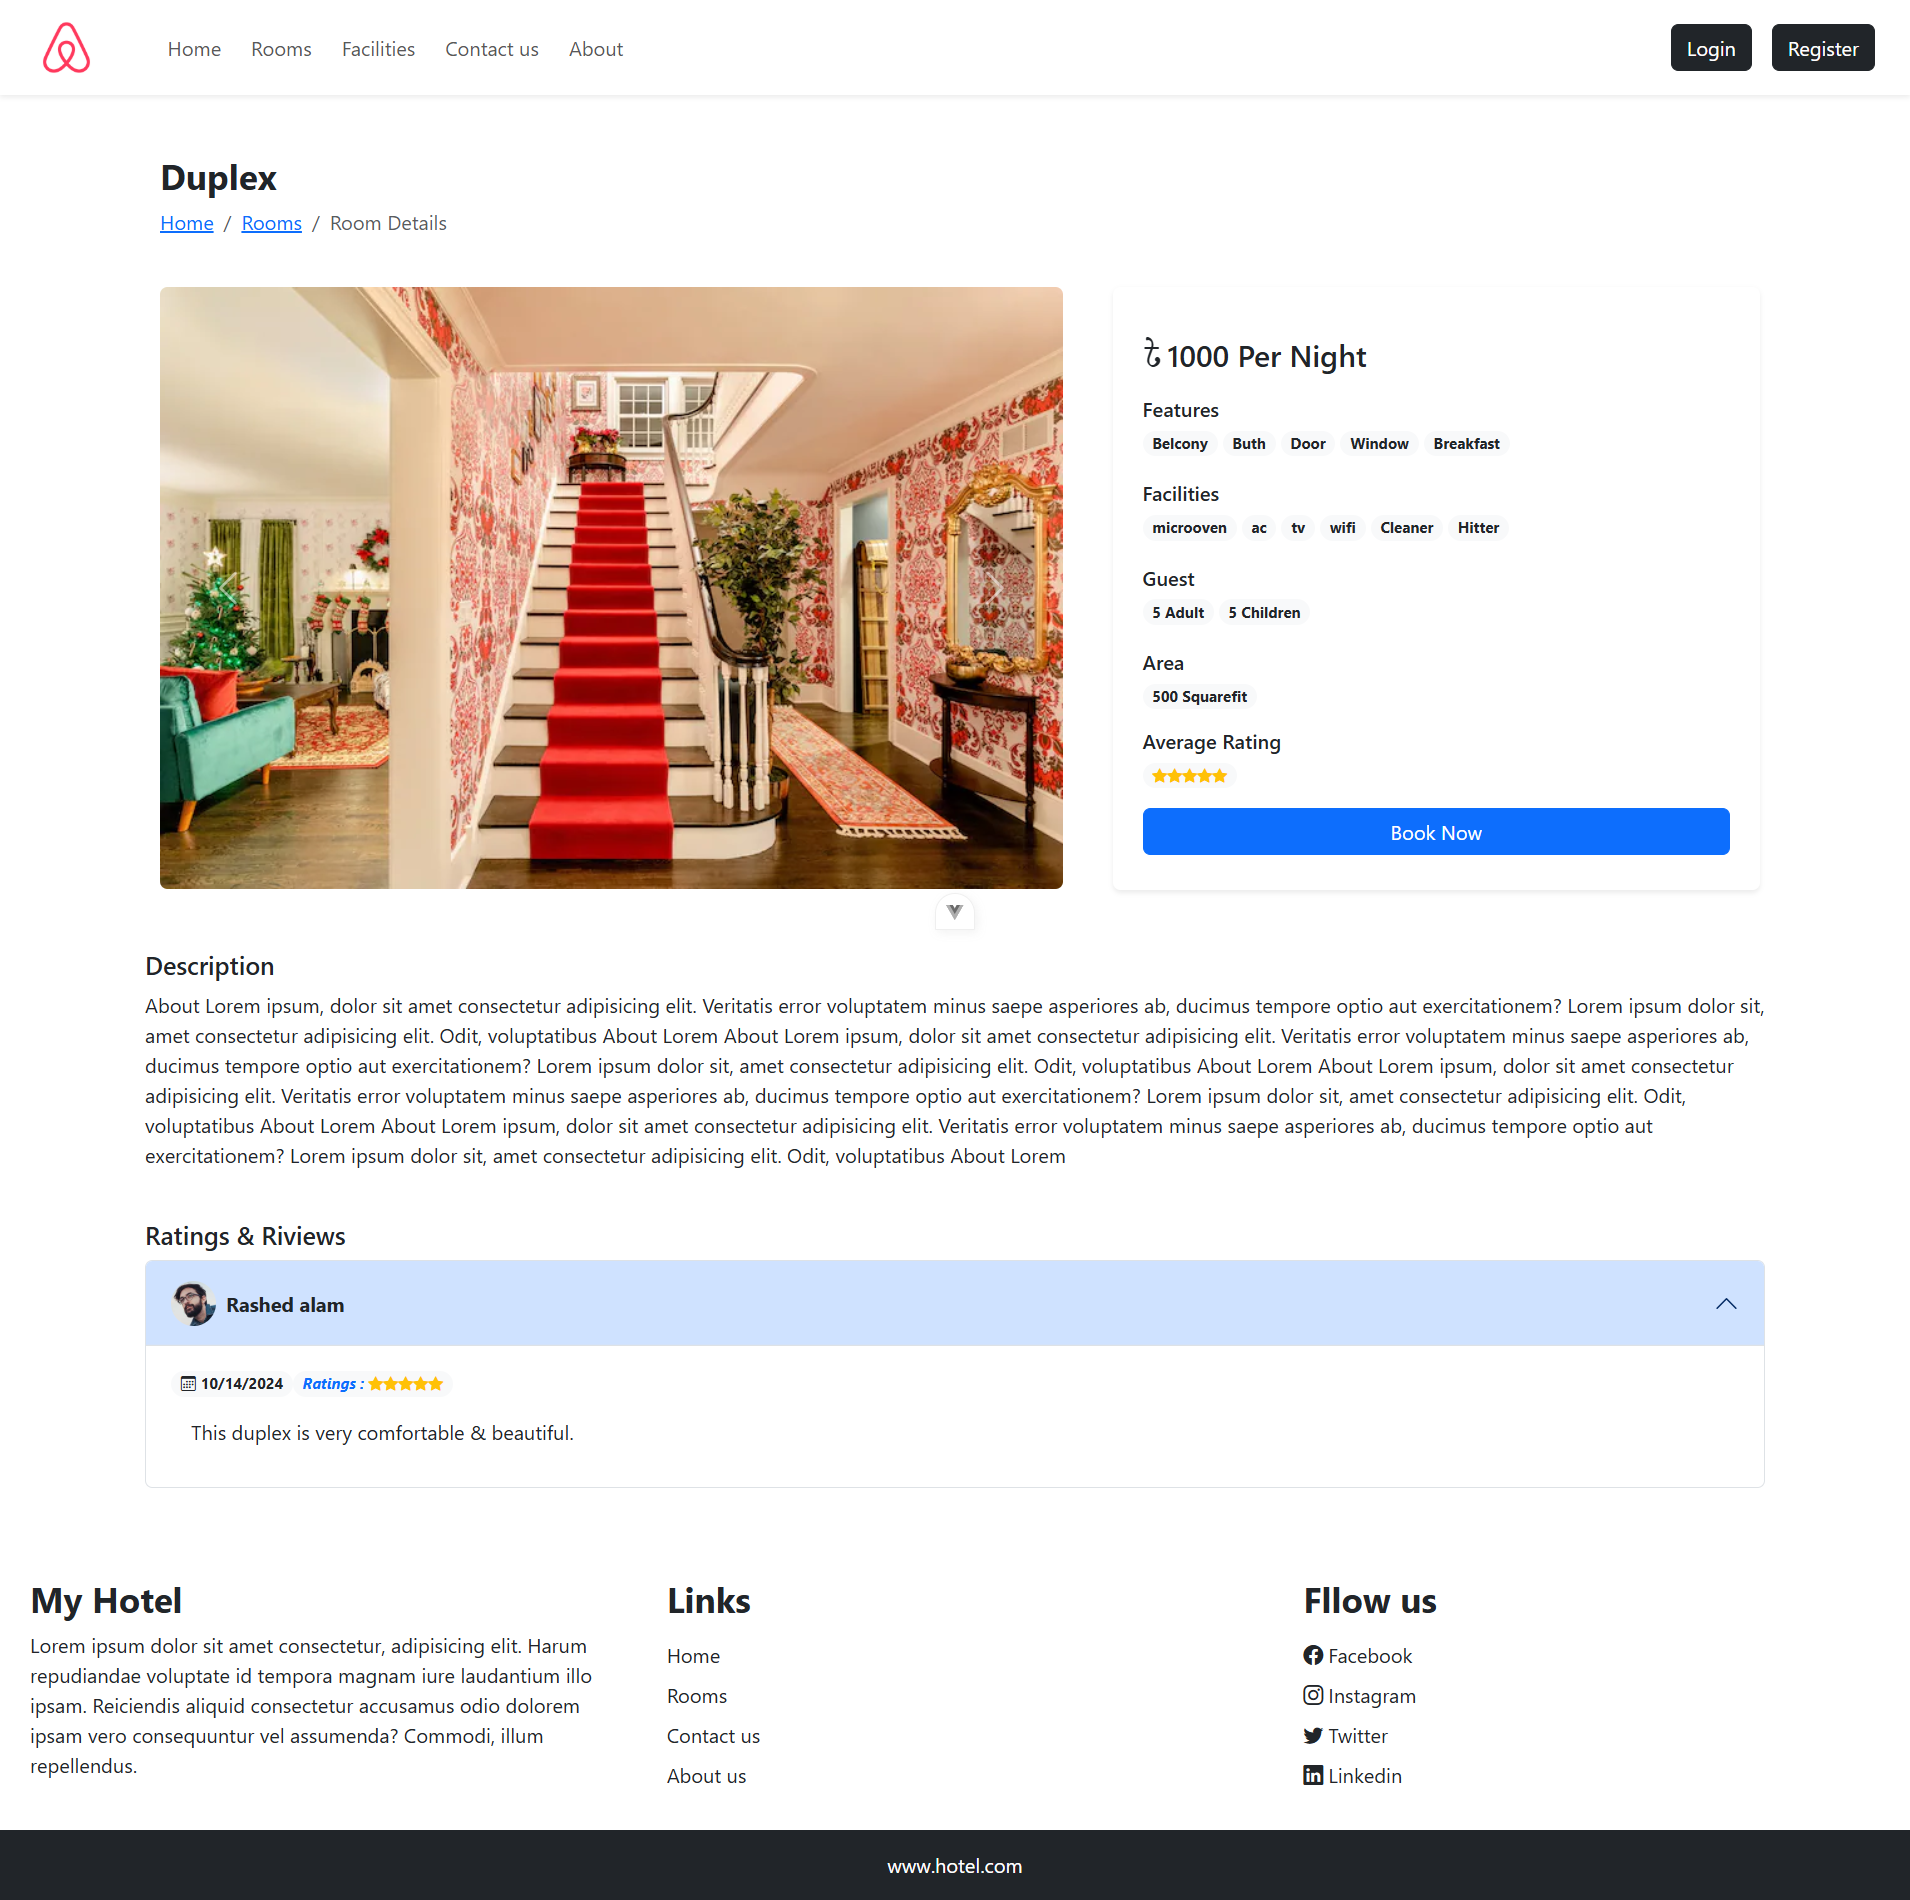 Home Rooms Facilities Contact us About Login Register
Duplex
Home / Rooms / Room Details
৳ 1000 Per Night
Features
Belcony Buth Door Window Breakfast
Facilities
microoven ac tv wifi Cleaner Hitter
Guest
5 Adult 5 Children
Area
500 Squarefit
Average Rating
Book Now
Description
About Lorem ipsum, dolor sit amet consectetur adipisicing elit. Veritatis error voluptatem minus saepe asperiores ab, ducimus tempore optio aut exercitationem? Lorem ipsum dolor sit,
amet consectetur adipisicing elit. Odit, voluptatibus About Lorem About Lorem ipsum, dolor sit amet consectetur adipisicing elit. Veritatis error voluptatem minus saepe asperiores ab,
ducimus tempore optio aut exercitationem? Lorem ipsum dolor sit, amet consectetur adipisicing elit. Odit, voluptatibus About Lorem About Lorem ipsum, dolor sit amet consectetur
adipisicing elit. Veritatis error voluptatem minus saepe asperiores ab, ducimus tempore optio aut exercitationem? Lorem ipsum dolor sit, amet consectetur adipisicing elit. Odit,
voluptatibus About Lorem About Lorem ipsum, dolor sit amet consectetur adipisicing elit. Veritatis error voluptatem minus saepe asperiores ab, ducimus tempore optio aut
exercitationem? Lorem ipsum dolor sit, amet consectetur adipisicing elit. Odit, voluptatibus About Lorem
Ratings & Riviews
Rashed alam
10/14/2024 Ratings :
This duplex is very comfortable & beautiful.
My Hotel
Lorem ipsum dolor sit amet consectetur, adipisicing elit. Harum
repudiandae voluptate id tempora magnam iure laudantium illo
ipsam. Reiciendis aliquid consectetur accusamus odio dolorem
ipsam vero consequuntur vel assumenda? Commodi, illum
repellendus.
Links
Home
Rooms
Contact us
About us
Fllow us
Facebook
Instagram
Twitter
Linkedin
www.hotel.com